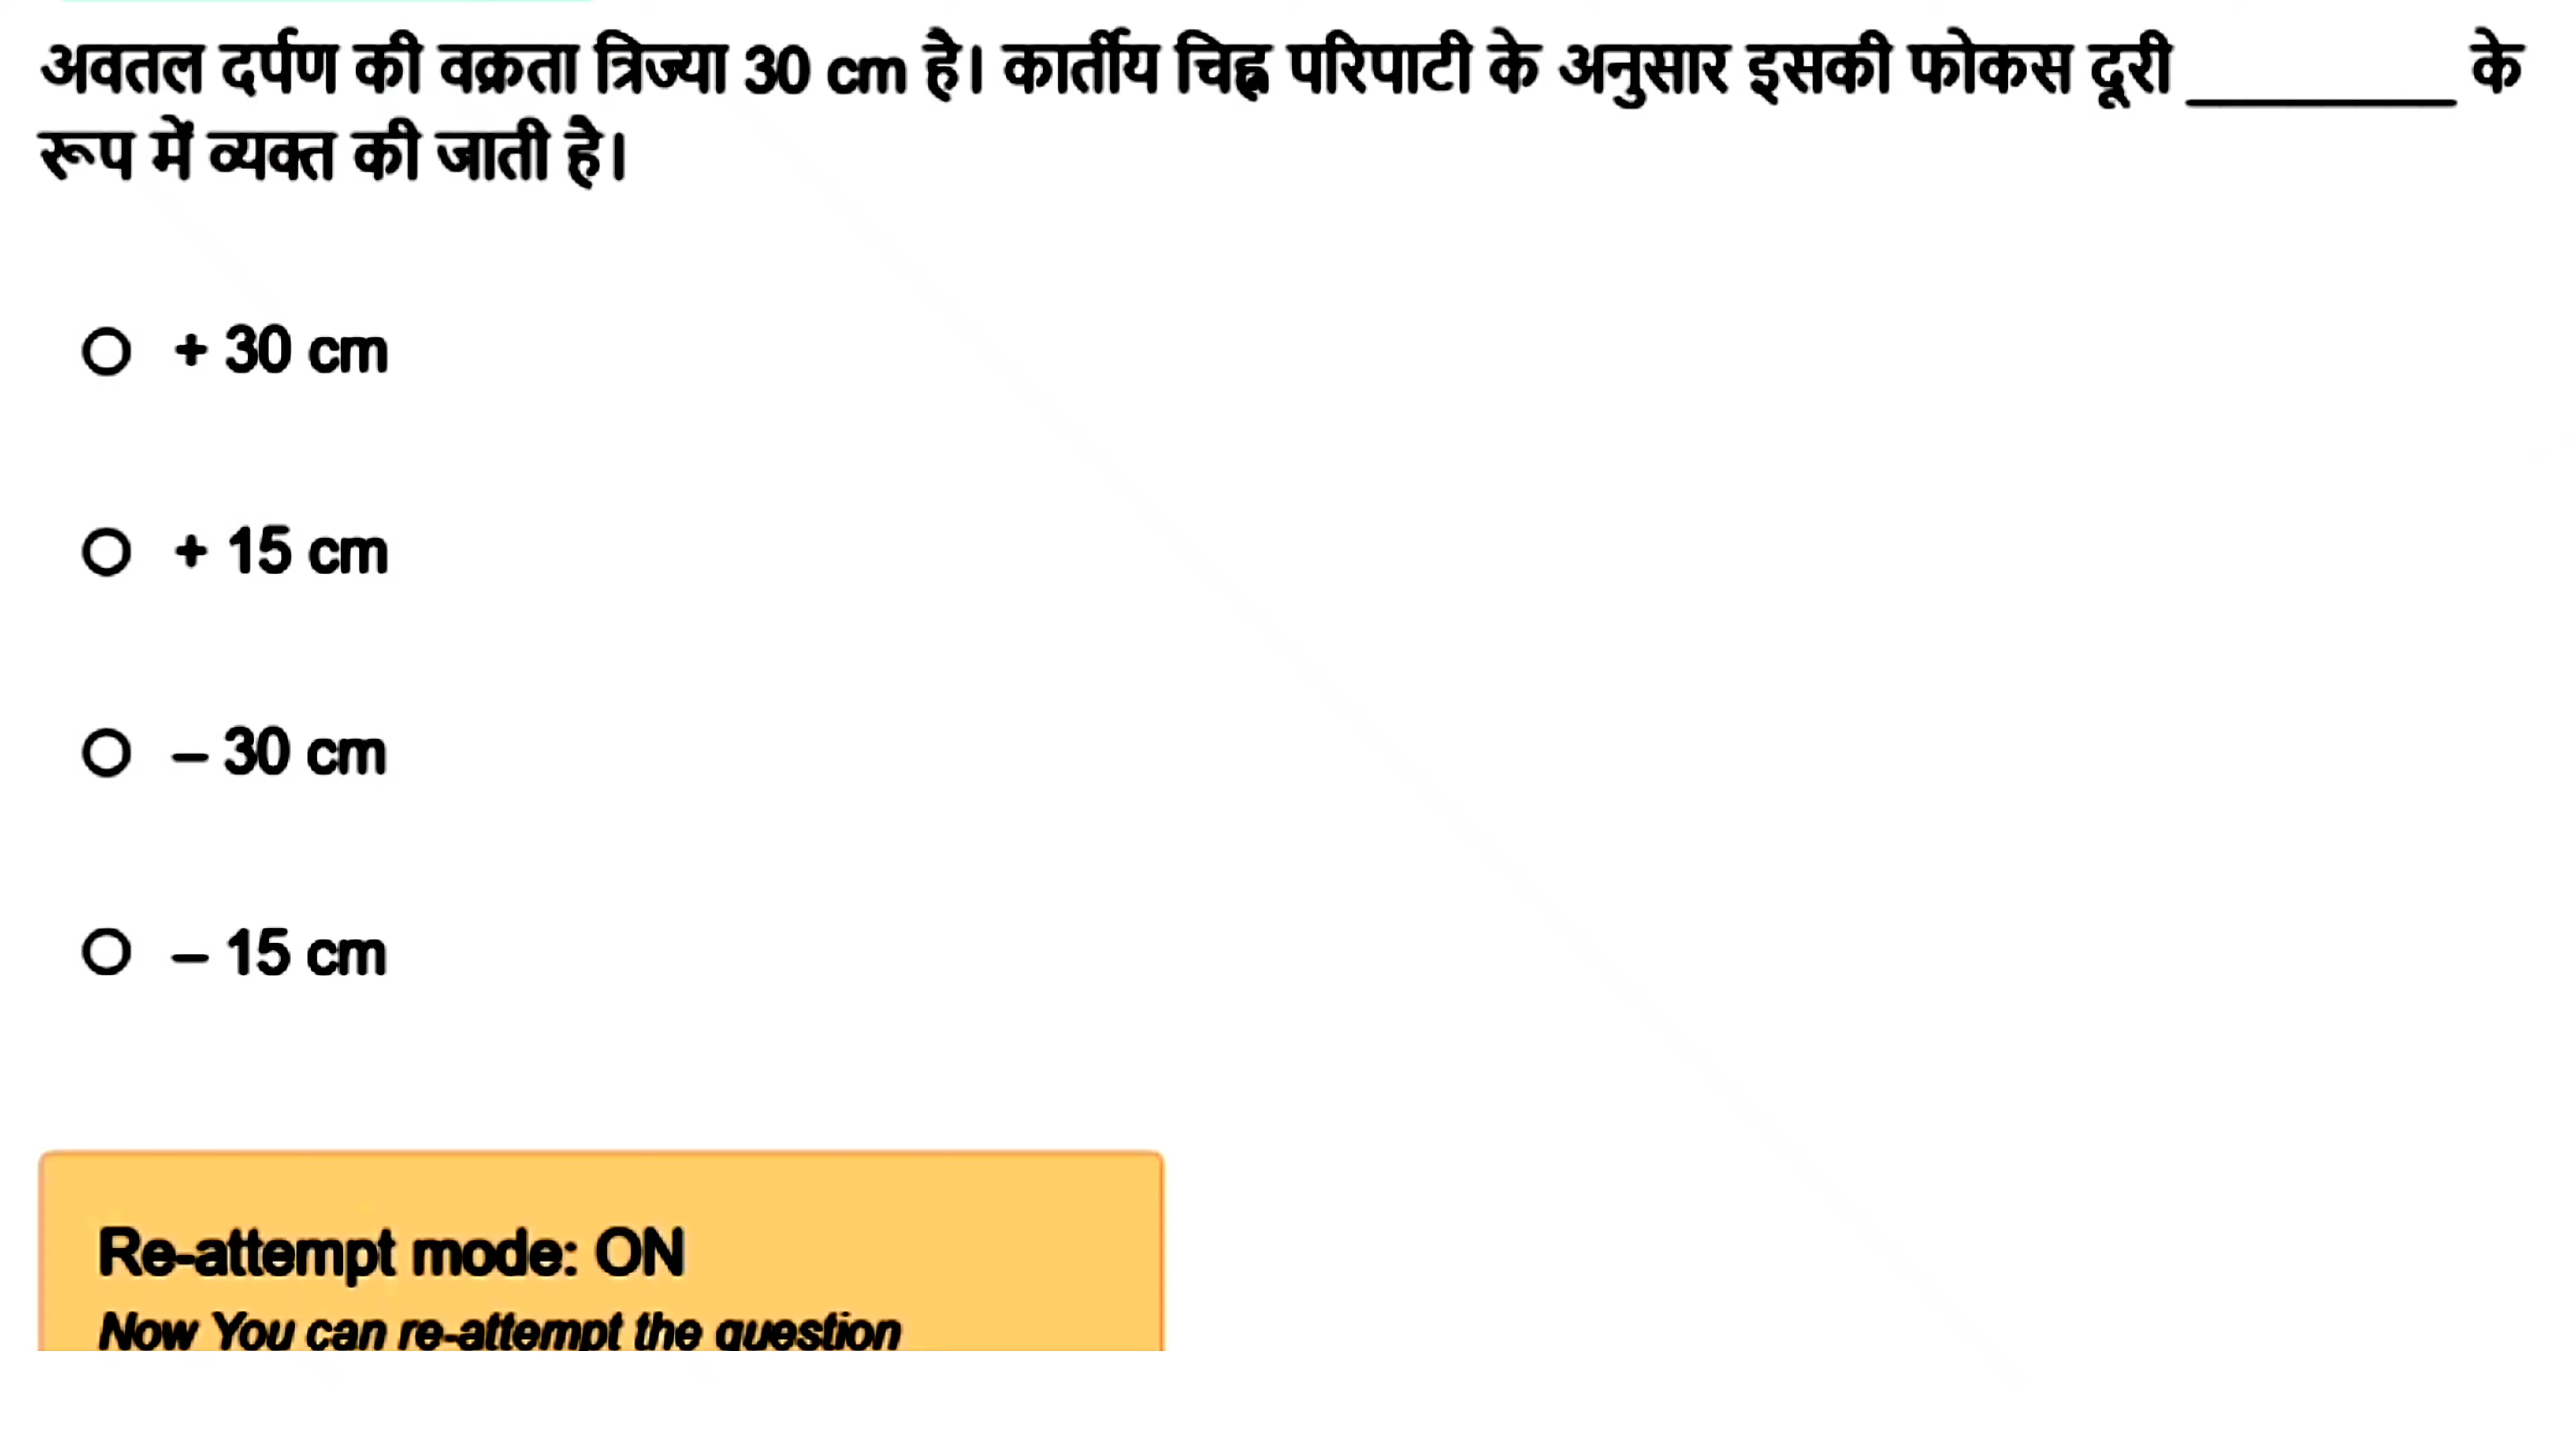 अवतल दर्पण की वक्रता त्रिज्या 30 cm है। कार्तीय चिह्न परिपाटी के अनुसार इसकी फोकस दूरी ________ के
रूप में व्यक्त की जाती है।
+ 30 cm
+ 15 cm
– 30 cm
– 15 cm
Re-attempt mode: ON
Now You can re-attempt the question